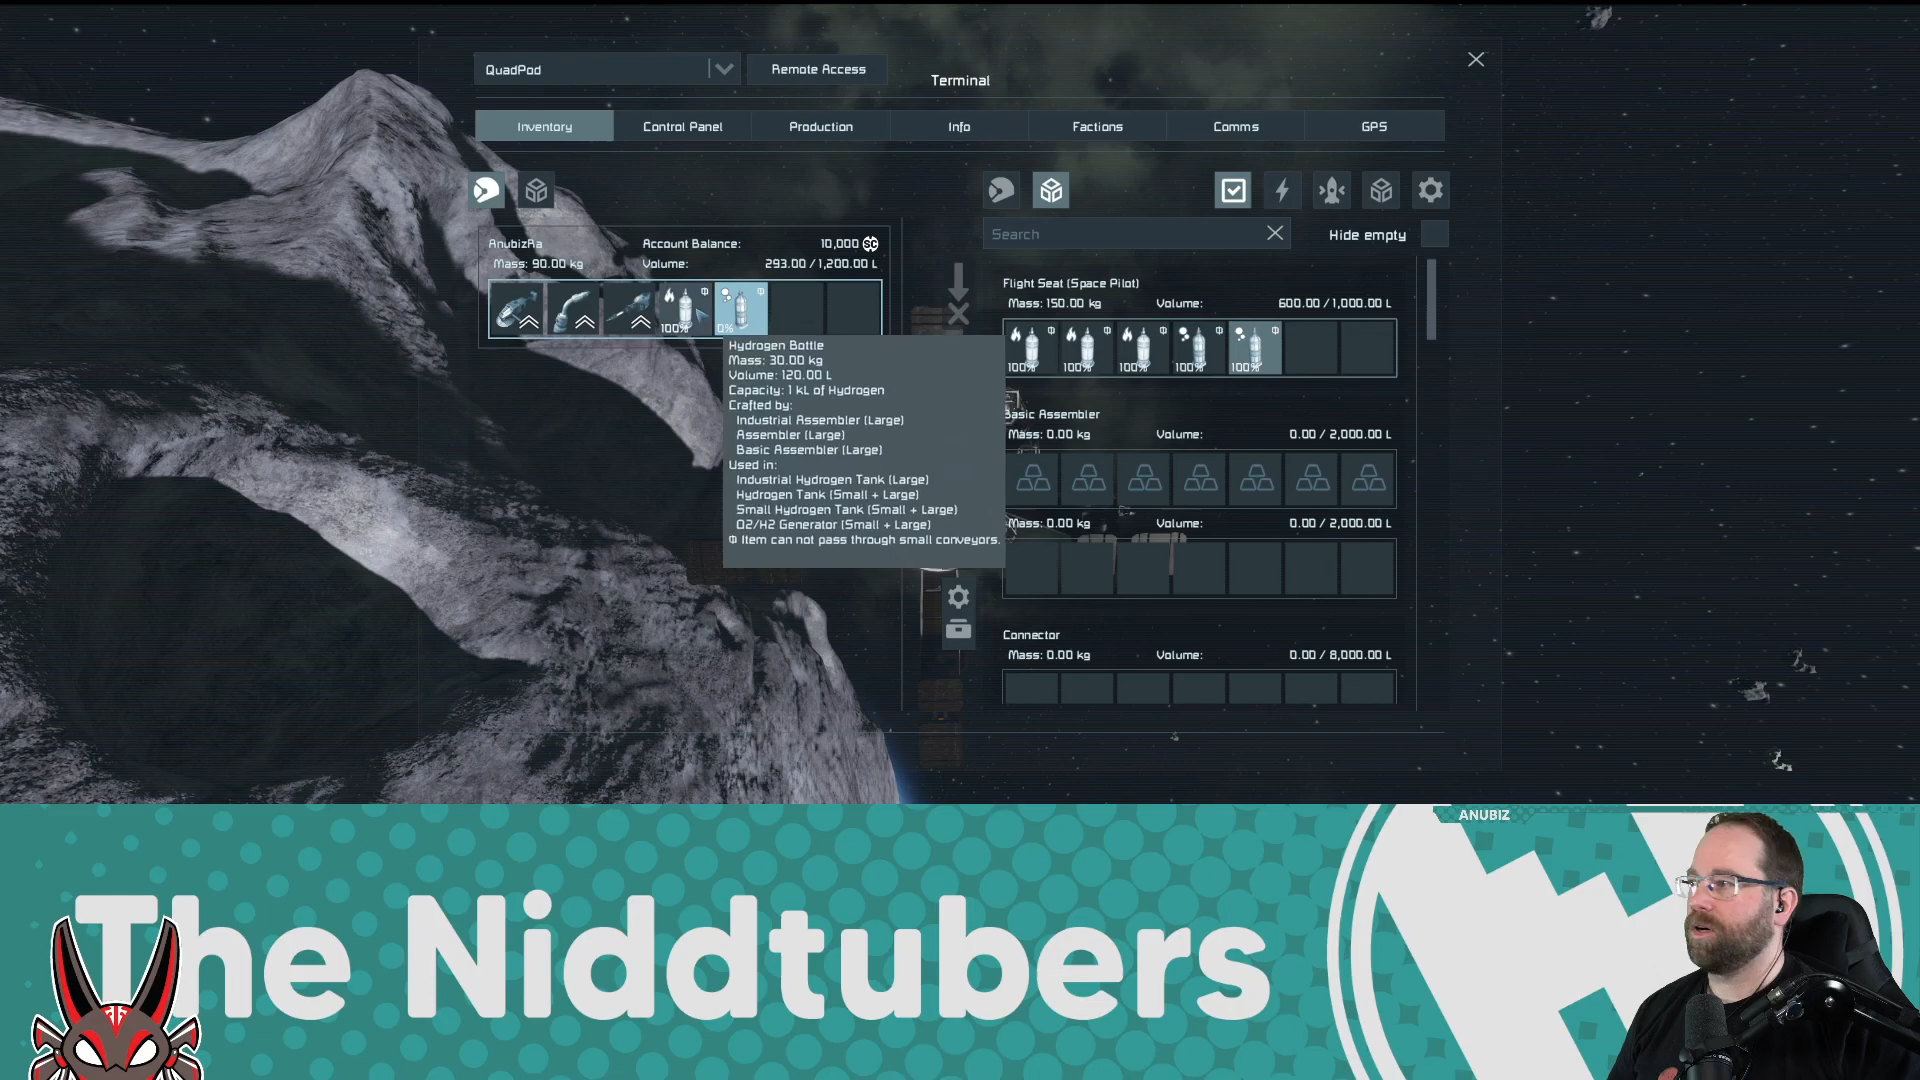 QuadPod
Remote Access
Terminal
Inventory
Control Panel
Production
Info
Factions
Comms
GPS
AnubizRa
Account Balance:
10,000
Mass: 90.00 kg
Volume:
293.00 / 1,200.00 L
100%
0%
Hydrogen Bottle
Mass: 30.00 kg
Volume: 120.00 L
Capacity: 1 kL of Hydrogen
Crafted by:
Industrial Assembler (Large)
Assembler (Large)
Basic Assembler (Large)
Used in:
Industrial Hydrogen Tank (Large)
Hydrogen Tank (Small + Large)
Small Hydrogen Tank (Small + Large)
O2/H2 Generator (Small + Large)
Item can not pass through small conveyors.
Search
Hide empty
Flight Seat (Space Pilot)
Mass: 150.00 kg
Volume:
600.00 / 1,000.00 L
100%
100%
100%
100%
100%
Basic Assembler
Mass: 0.00 kg
Volume:
0.00 / 2,000.00 L
Mass: 0.00 kg
Volume:
0.00 / 2,000.00 L
Connector
Mass: 0.00 kg
Volume:
0.00 / 8,000.00 L
ANUBIZ
The Niddtubers